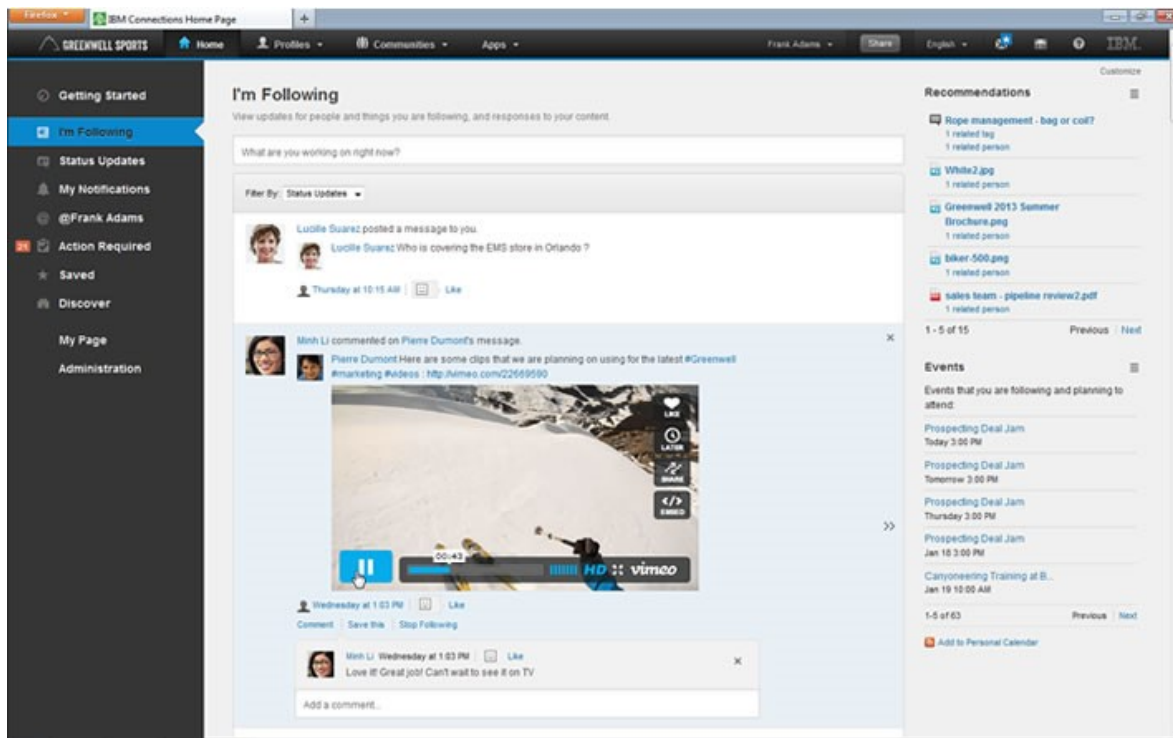 Firefox
IBM Connections Home Page
+
GREENWELL SPORTS
Home
Profiles
Communities
Apps
Frank Adams
Share
English
IBM.
Customize
Getting Started
I'm Following
Status Updates
My Notifications
@Frank Adams
21 Action Required
Saved
Discover
My Page
Administration
I'm Following
View updates for people and things you are following, and responses to your content.
What are you working on right now?
Filter By: Status Updates
Lucille Suarez posted a message to you.
Lucille Suarez Who is covering the EMS store in Orlando ?
Thursday at 10:15 AM Like
Minh Li commented on Pierre Dumont's message.
Pierre Dumont Here are some clips that we are planning on using for the latest #Greenwell
#marketing #videos : http://vimeo.com/22669590
LIKE
LATER
SHARE
</>
EMBED
00:43
HD vimeo
Wednesday at 1:03 PM Like
Comment Save this Stop Following
Minh Li Wednesday at 1:03 PM Like
Love it! Great job! Can't wait to see it on TV
Add a comment...
Recommendations
Rope management - bag or coil?
1 related tag
1 related person
White2.jpg
1 related person
Greenwell 2013 Summer
Brochure.png
1 related person
biker-500.png
1 related person
sales team - pipeline review2.pdf
1 related person
1 - 5 of 15 Previous Next
Events
Events that you are following and planning to
attend:
Prospecting Deal Jam
Today 3:00 PM
Prospecting Deal Jam
Tomorrow 3:00 PM
Prospecting Deal Jam
Thursday 3:00 PM
Prospecting Deal Jam
Jan 18 3:00 PM
Canyoneering Training at B...
Jan 19 10:00 AM
1-5 of 63 Previous Next
Add to Personal Calendar